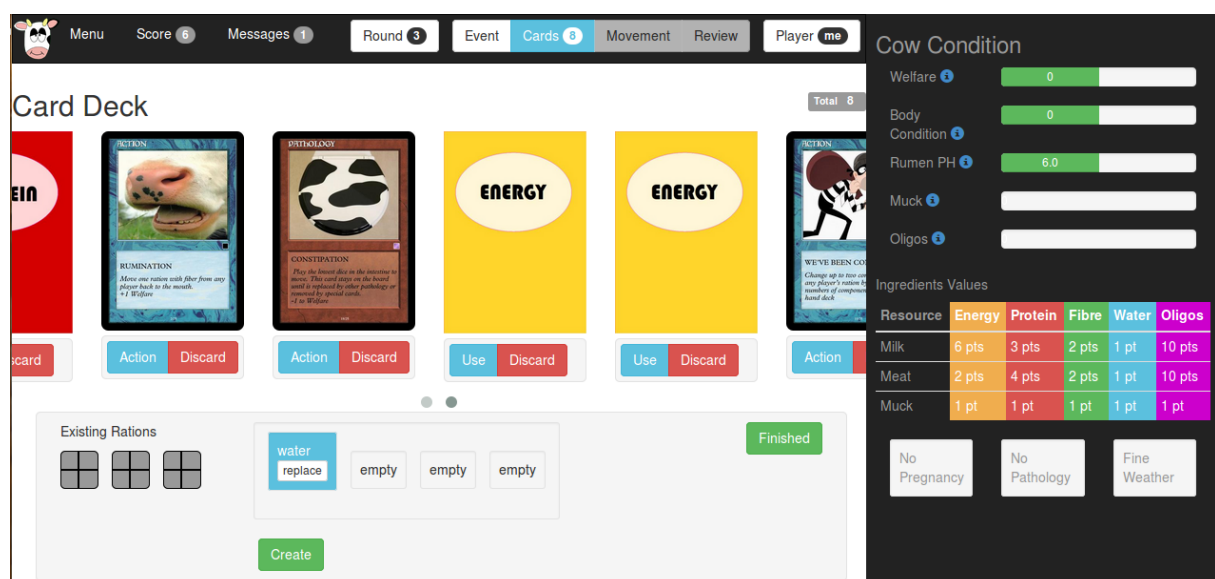 Menu Score 6 Messages 1 Round 3 Event Cards 8 Movement Review Player me
Card Deck
Total 8
EIN
ACTION
RUMINATION
Move one ration with fiber from any
player back to the mouth.
+1 Welfare
PATHOLOGY
CONSTIPATION
Play the lowest dice in the intestine to
move. This card stays on the board
until is replaced by other pathology or
removed by special cards.
-1 to Welfare
ENERGY
ENERGY
ACTION
WE'VE BEEN CO
Change up to two co
any player's ration b
numbers of componen
hand deck
scard
Action Discard
Action Discard
Use Discard
Use Discard
Action
Existing Rations
water
replace
empty
empty
empty
Finished
Create
Cow Condition
Welfare 0
Body
Condition 0
Rumen PH 6.0
Muck
Oligos
Ingredients Values
Resource Energy Protein Fibre Water Oligos
Milk 6 pts 3 pts 2 pts 1 pt 10 pts
Meat 2 pts 4 pts 2 pts 1 pt 10 pts
Muck 1 pt 1 pt 1 pt 1 pt 1 pt
No
Pregnancy
No
Pathology
Fine
Weather